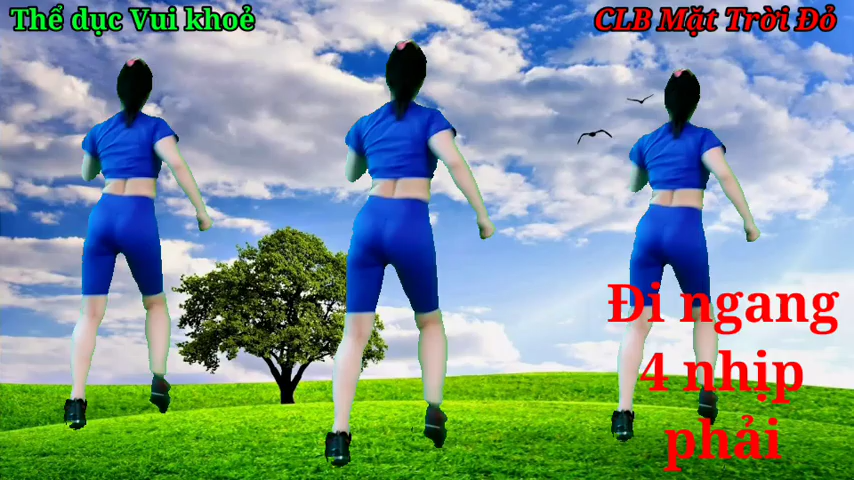 Thể dục Vui khoẻ
CLB Mặt Trời Đỏ
Đi ngang
4 nhịp
phải